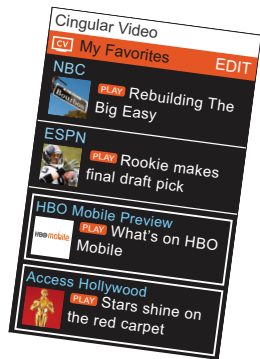 Cingular Video
CV My Favorites EDIT
NBC
Bourbon
PLAY Rebuilding The
Big Easy
ESPN
PLAY Rookie makes
final draft pick
HBO Mobile Preview
HBO mobile
PLAY What's on HBO
Mobile
Access Hollywood
PLAY Stars shine on
the red carpet